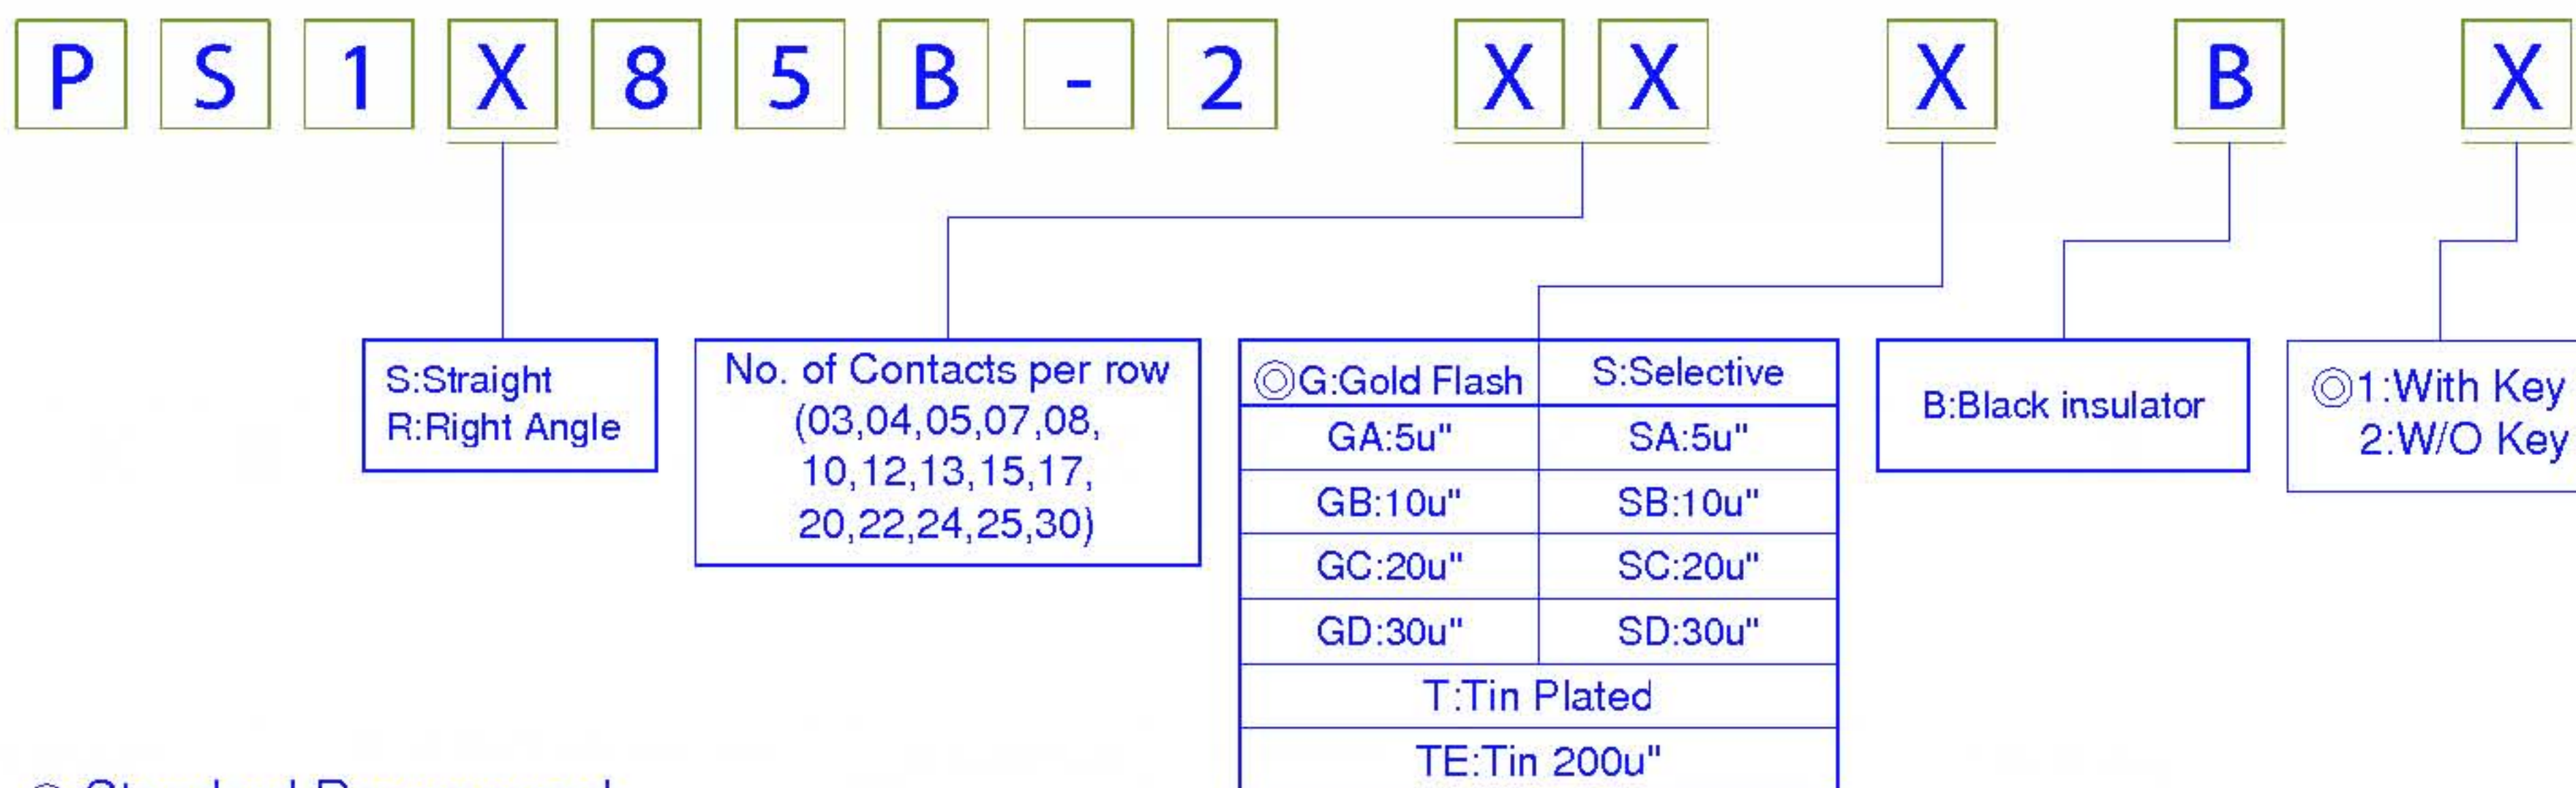 P S 1 X 8 5 B - 2 X X X B X
S:Straight
R:Right Angle
No. of Contacts per row
(03,04,05,07,08,
10,12,13,15,17,
20,22,24,25,30)
◎G:Gold Flash S:Selective
GA:5u" SA:5u"
GB:10u" SB:10u"
GC:20u" SC:20u"
GD:30u" SD:30u"
T:Tin Plated
TE:Tin 200u"
B:Black insulator
◎1:With Key
2:W/O Key